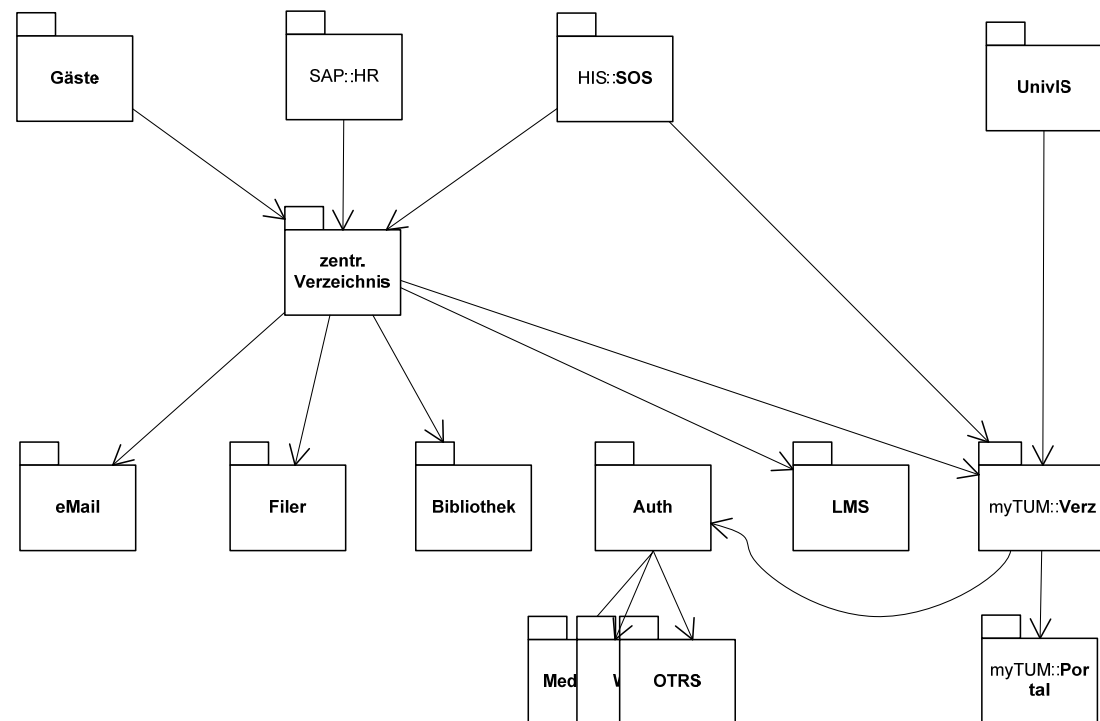 Gäste
SAP::HR
HIS::SOS
UnivIS
zentr.
Verzeichnis
eMail
Filer
Bibliothek
Auth
LMS
myTUM::Verz
Med
OTRS
myTUM::Por
tal